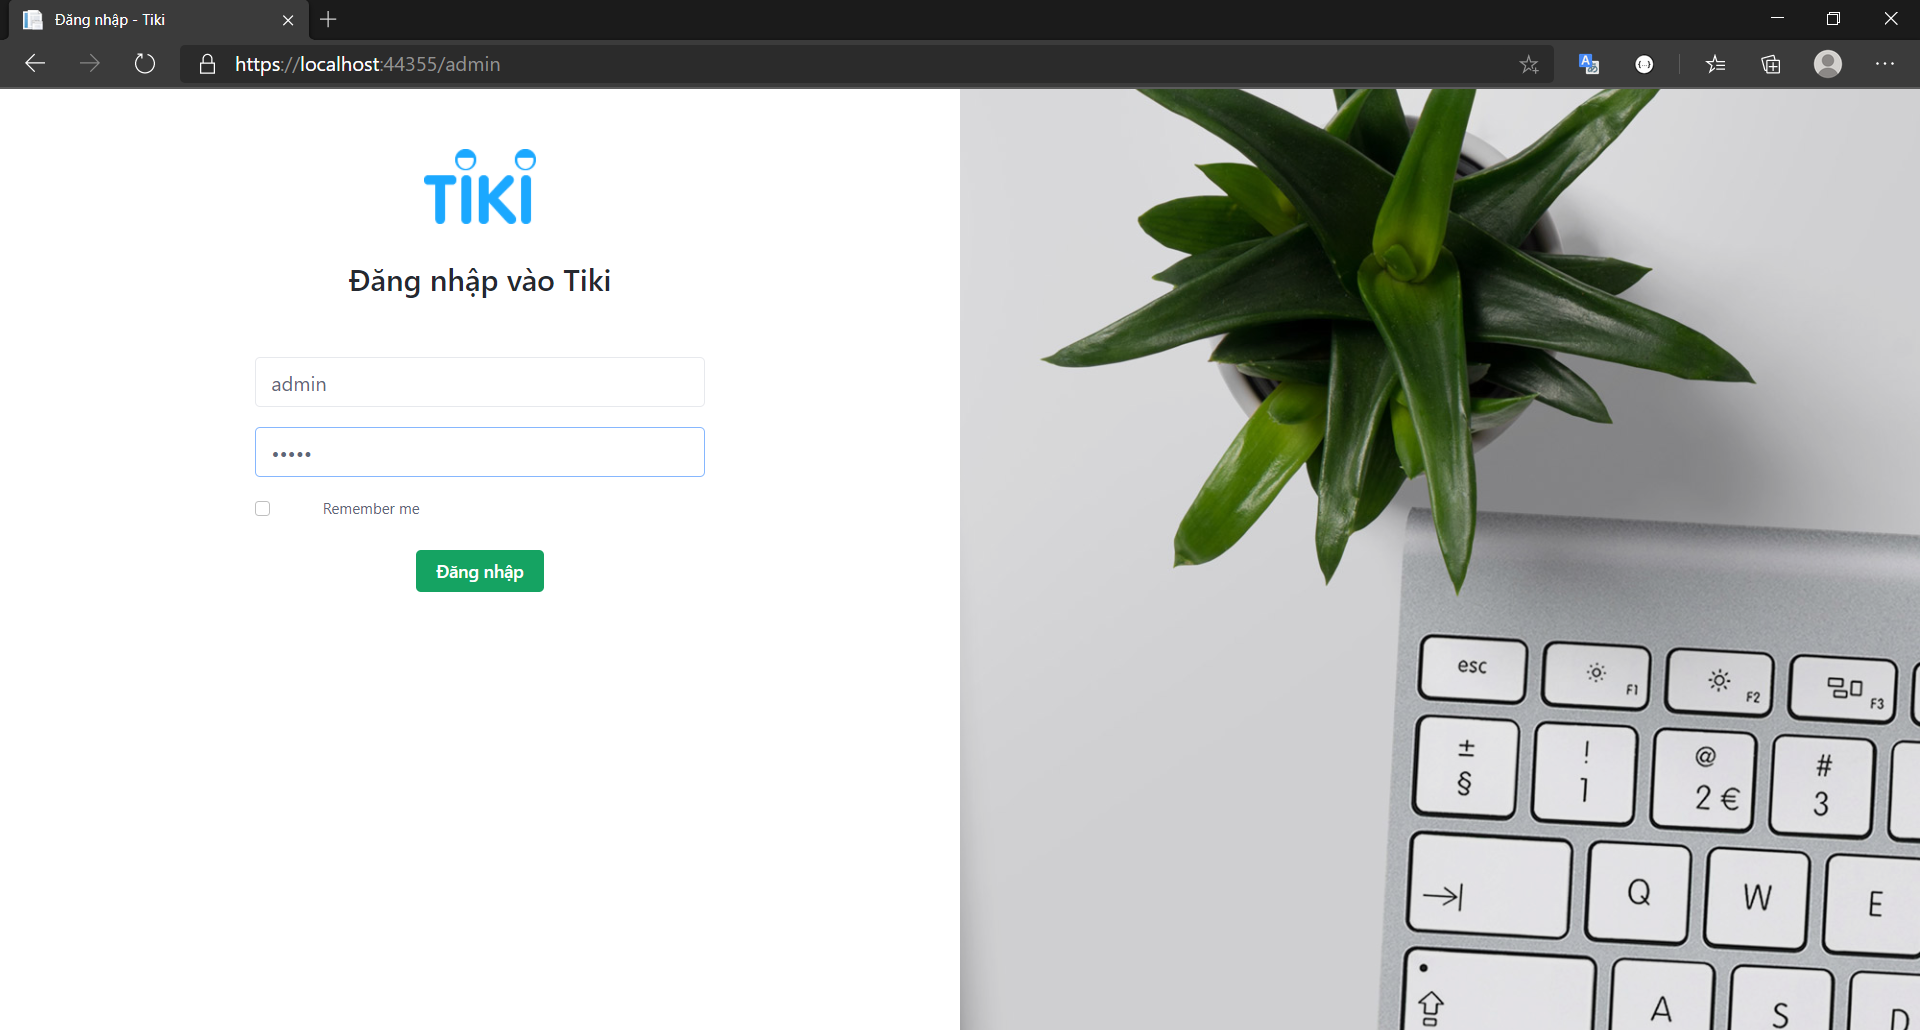 Đăng nhập - Tiki
https://localhost:44355/admin
TIKI
Đăng nhập vào Tiki
admin
•••••
Remember me
Đăng nhập
esc
F1
F2
F3
±
§
!
1
@
2 €
#
3
Q
W
E
A
S
D